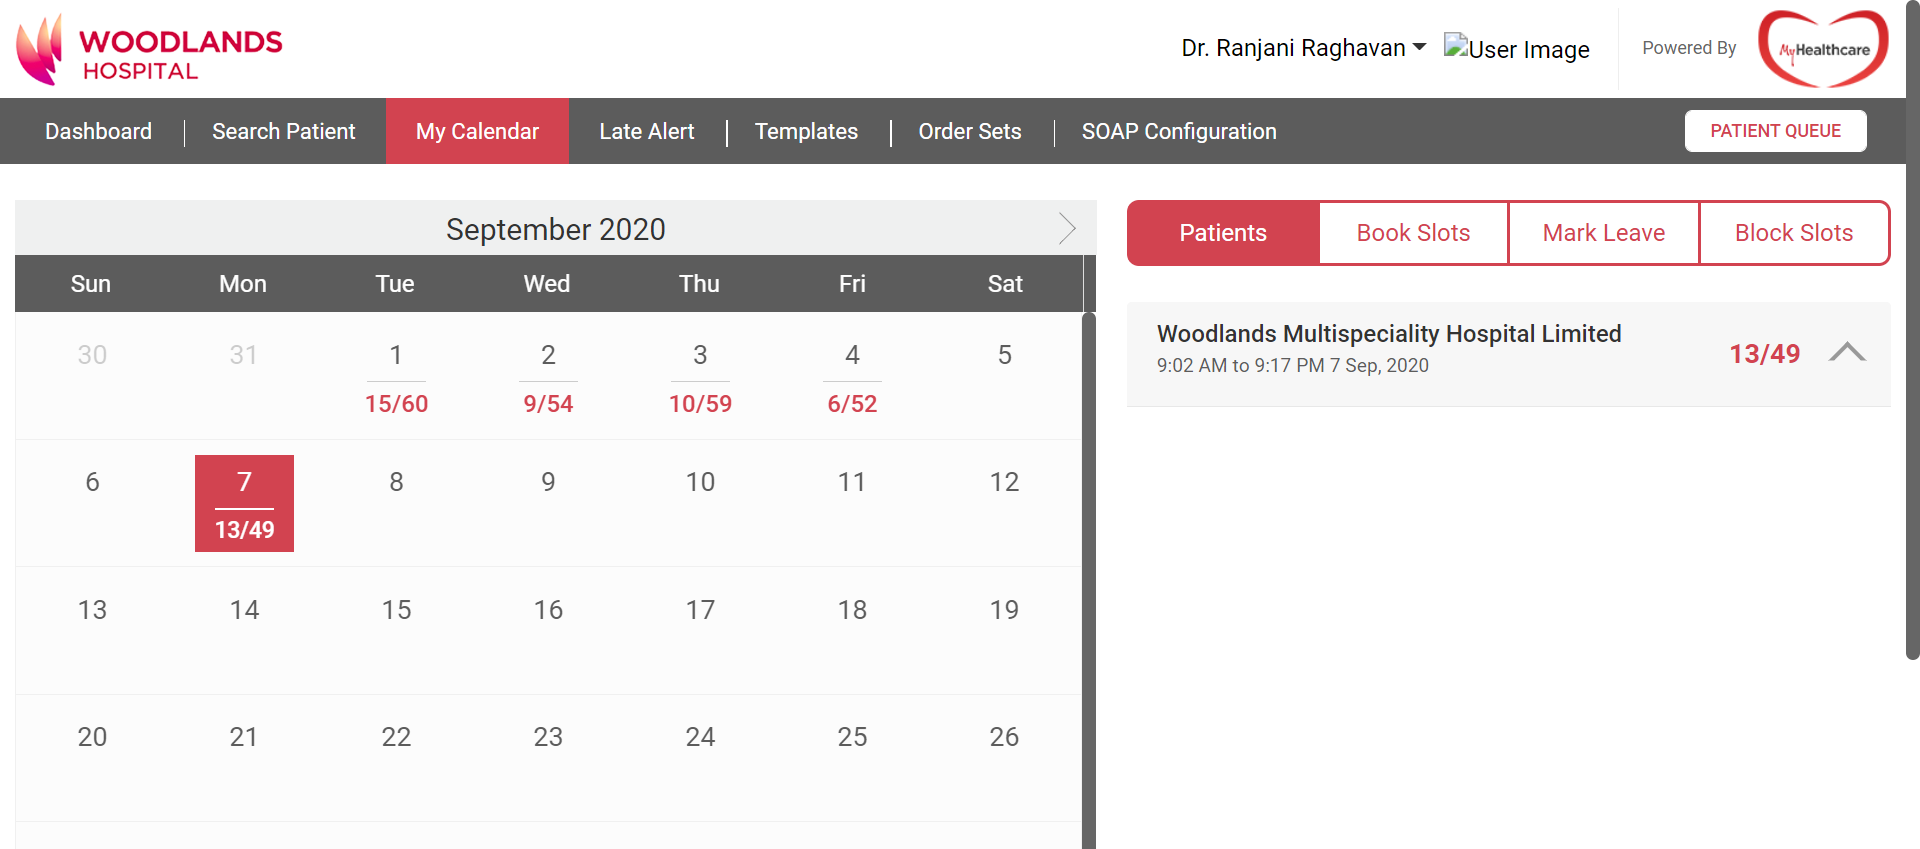 WOODLANDS
HOSPITAL
Dr. Ranjani Raghavan
User Image
Powered By
MyHealthcare
Dashboard
Search Patient
My Calendar
Late Alert
Templates
Order Sets
SOAP Configuration
PATIENT QUEUE
September 2020
Sun Mon Tue Wed Thu Fri Sat
30 31 1 2 3 4 5
15/60 9/54 10/59 6/52
6 7 8 9 10 11 12
13/49
13 14 15 16 17 18 19
20 21 22 23 24 25 26
Patients
Book Slots
Mark Leave
Block Slots
Woodlands Multispeciality Hospital Limited
9:02 AM to 9:17 PM 7 Sep, 2020
13/49